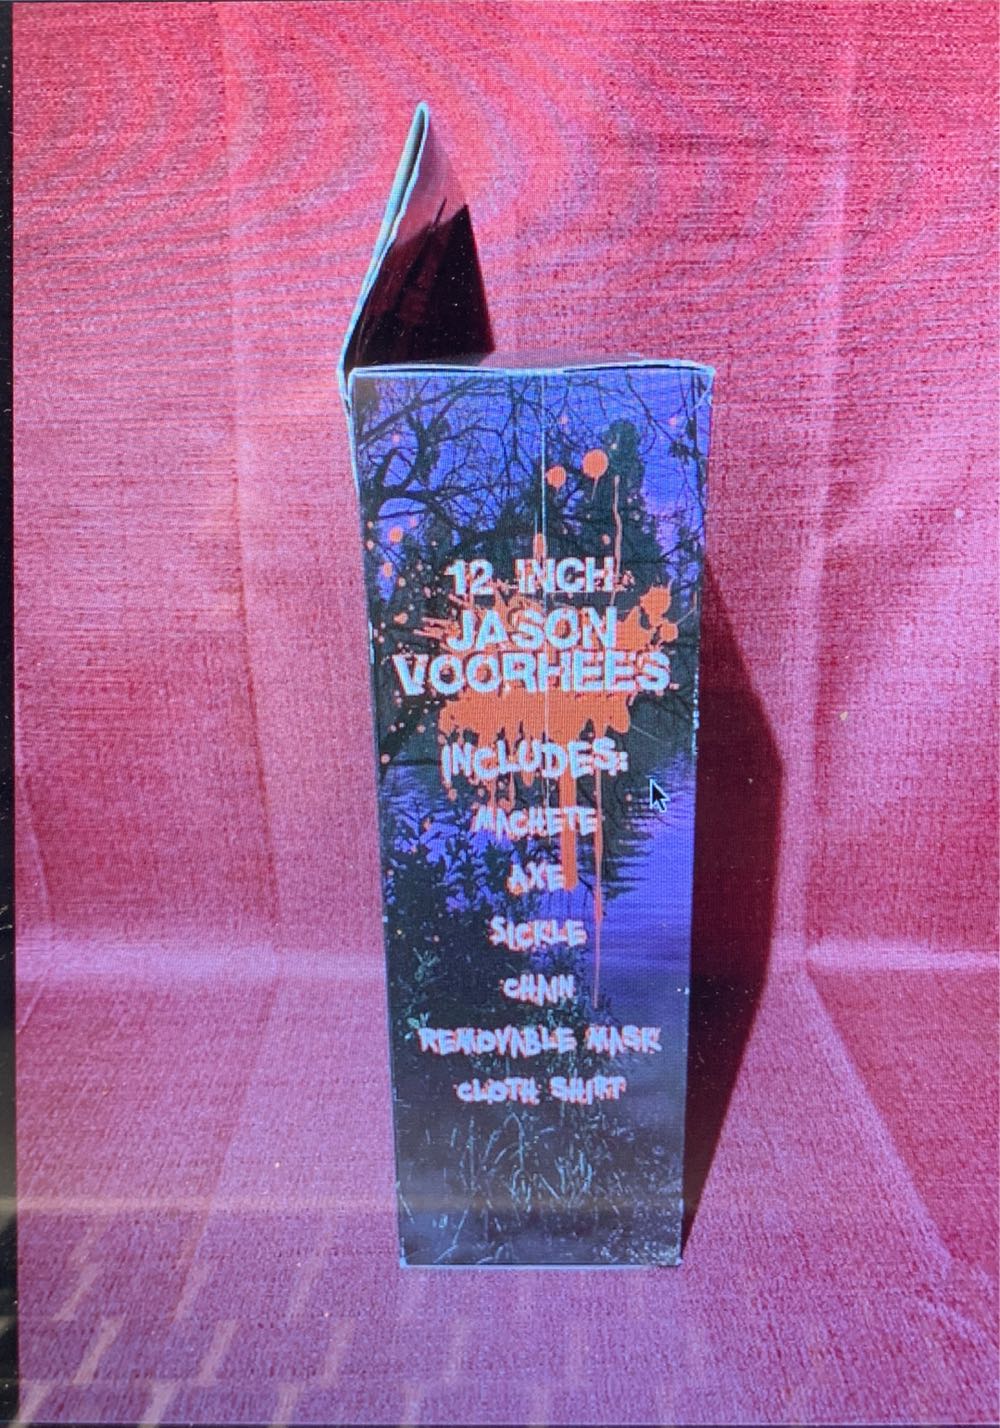 12 INCH
JASON
VOORHEES
INCLUDES:
MACHETE
AXE
SICKLE
CHAIN
REMOVABLE MASK
CLOTH SHIRT